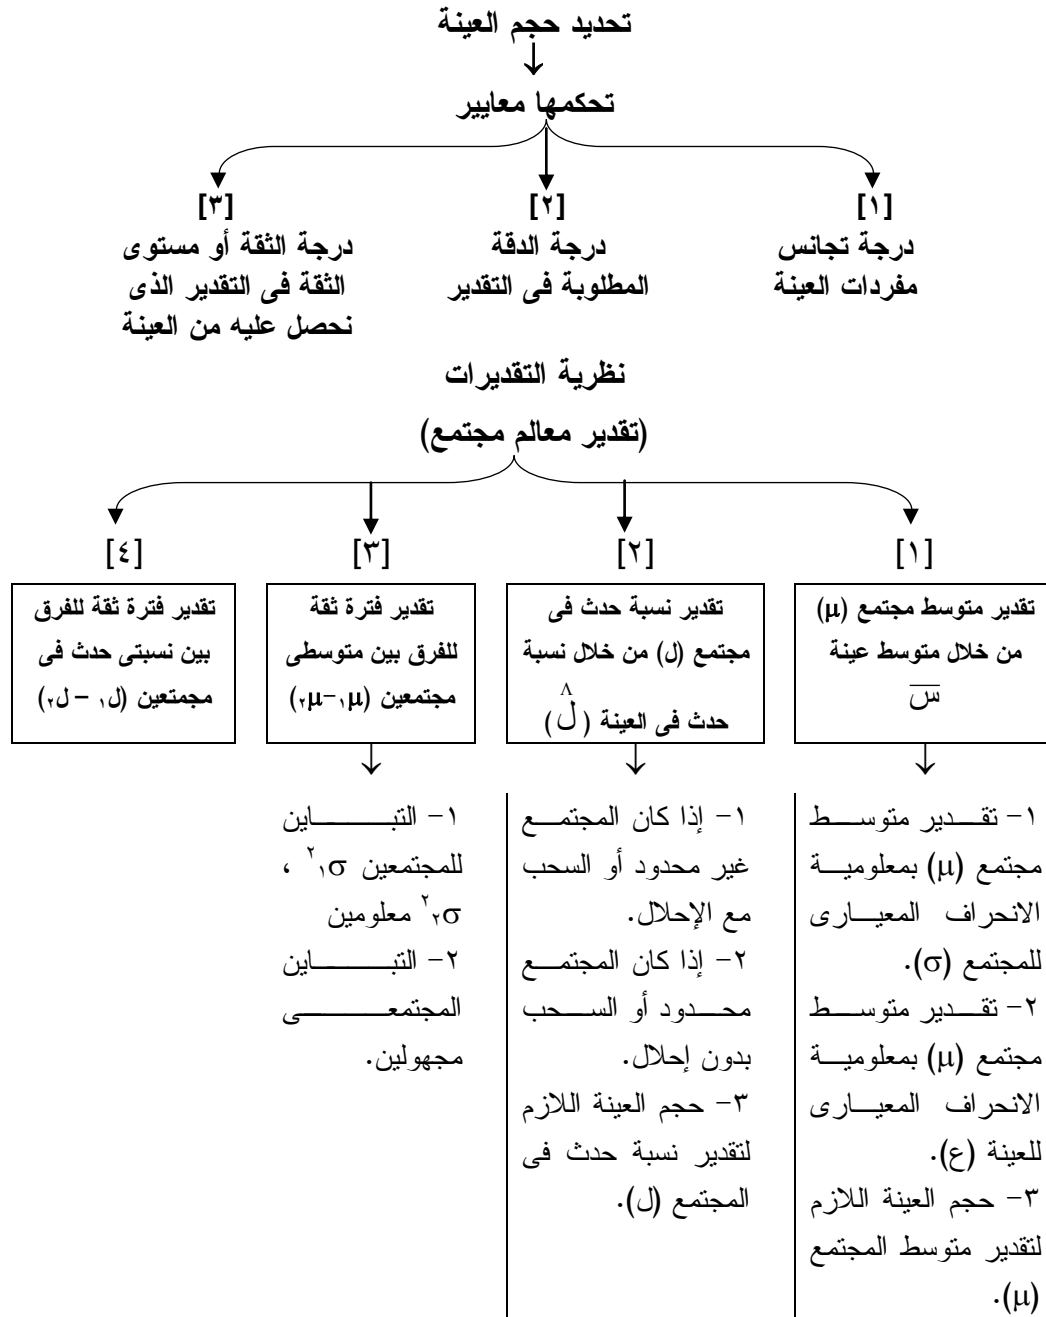 تحديد حجم العينة
↓
تحكمها معايير
[١]
درجة تجانس
مفردات العينة
[٢]
درجة الدقة
المطلوبة فى التقدير
[٣]
درجة الثقة أو مستوى
الثقة فى التقدير الذى
نحصل عليه من العينة
نظرية التقديرات
(تقدير معالم مجتمع)
[١]
تقدير متوسط مجتمع (μ)
من خلال متوسط عينة
س̅
↓
١- تقدير متوسط
مجتمع (μ) بمعلومية
الانحراف المعيارى
للمجتمع (σ).
٢- تقدير متوسط
مجتمع (μ) بمعلومية
الانحراف المعيارى
للعينة (ع).
٣- حجم العينة اللازم
لتقدير متوسط المجتمع
(μ).
[٢]
تقدير نسبة حدث فى
مجتمع (ل) من خلال نسبة
حدث فى العينة (ل̂)
↓
١- إذا كان المجتمع
غير محدود أو السحب
مع الإحلال.
٢- إذا كان المجتمع
محدود أو السحب
بدون إحلال.
٣- حجم العينة اللازم
لتقدير نسبة حدث فى
المجتمع (ل).
[٣]
تقدير فترة ثقة
للفرق بين متوسطى
مجتمعين (μ١-μ٢)
↓
١- التباين
للمجتمعين σ١² ،
σ٢² معلومين
٢- التباين
المجتمعى
مجهولين.
[٤]
تقدير فترة ثقة للفرق
بين نسبتى حدث فى
مجمتعين (ل١ - ل٢)